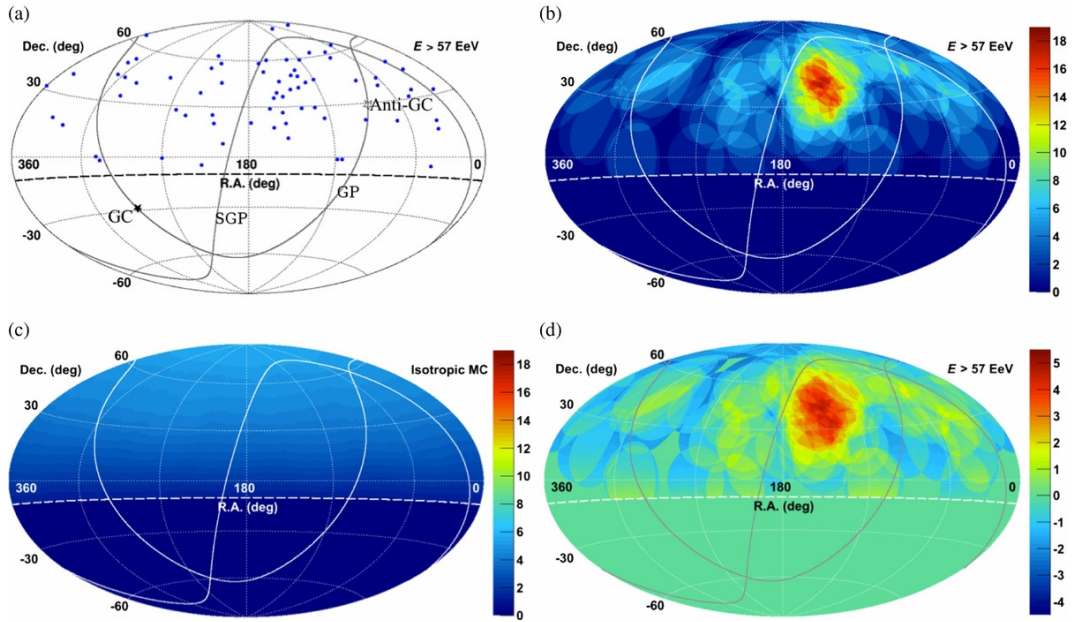 (a)
Dec. (deg)
60
E > 57 EeV
30
Anti-GC
360
180
0
R.A. (deg)
GP
GC
SGP
-30
-60
(b)
Dec. (deg)
60
E > 57 EeV
30
360
180
0
R.A. (deg)
-30
-60
18
16
14
12
10
8
6
4
2
0
(c)
Dec. (deg)
60
Isotropic MC
30
360
180
0
R.A. (deg)
-30
-60
18
16
14
12
10
8
6
4
2
0
(d)
Dec. (deg)
60
E > 57 EeV
30
360
180
0
R.A. (deg)
-30
-60
5
4
3
2
1
0
-1
-2
-3
-4